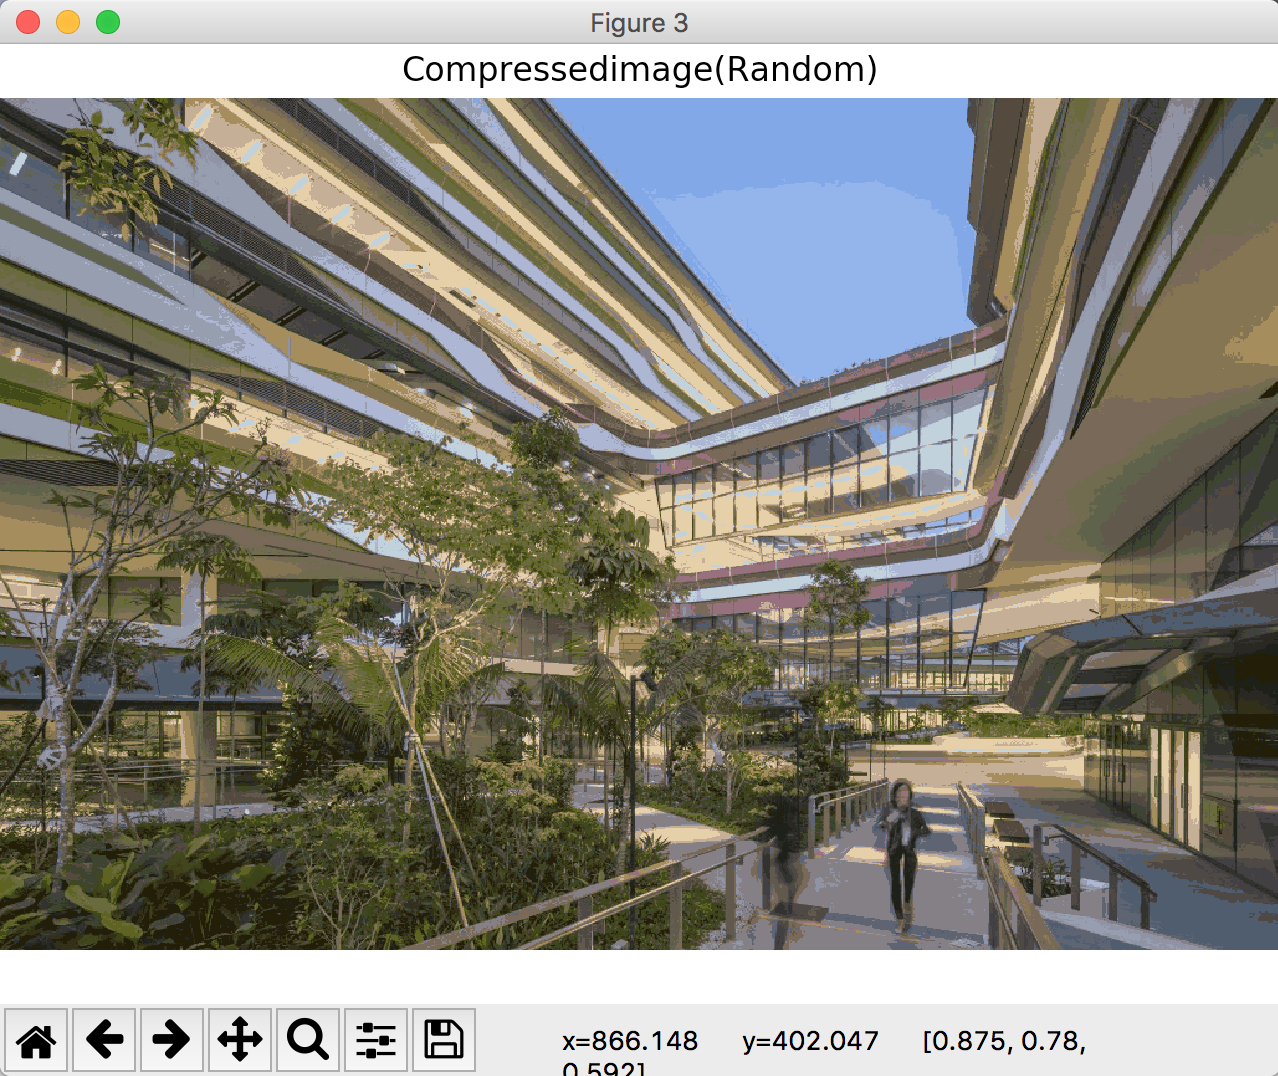 Figure 3
Compressedimage(Random)
x=866.148 y=402.047 [0.875, 0.78,
0.592]